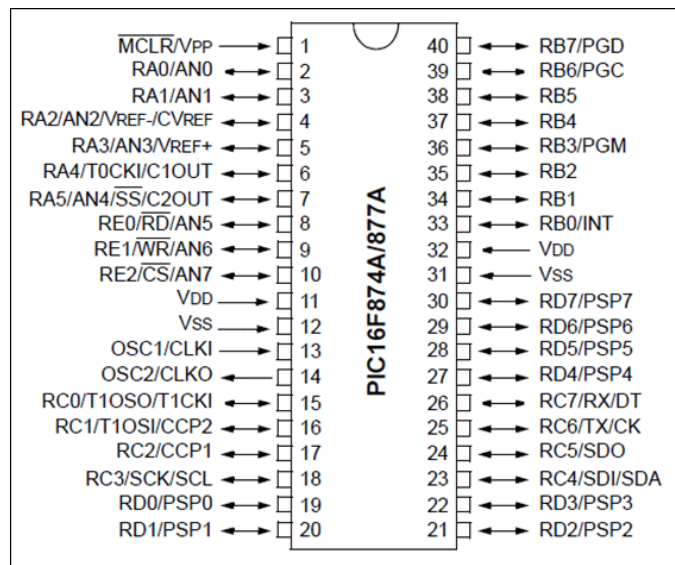 MCLR/VPP 1 40 RB7/PGD
RA0/AN0 2 39 RB6/PGC
RA1/AN1 3 38 RB5
RA2/AN2/VREF-/CVREF 4 37 RB4
RA3/AN3/VREF+ 5 36 RB3/PGM
RA4/T0CKI/C1OUT 6 35 RB2
RA5/AN4/SS/C2OUT 7 34 RB1
RE0/RD/AN5 8 33 RB0/INT
RE1/WR/AN6 9 32 VDD
RE2/CS/AN7 10 31 VSS
VDD 11 30 RD7/PSP7
VSS 12 29 RD6/PSP6
OSC1/CLKI 13 28 RD5/PSP5
OSC2/CLKO 14 27 RD4/PSP4
RC0/T1OSO/T1CKI 15 26 RC7/RX/DT
RC1/T1OSI/CCP2 16 25 RC6/TX/CK
RC2/CCP1 17 24 RC5/SDO
RC3/SCK/SCL 18 23 RC4/SDI/SDA
RD0/PSP0 19 22 RD3/PSP3
RD1/PSP1 20 21 RD2/PSP2
PIC16F874A/877A